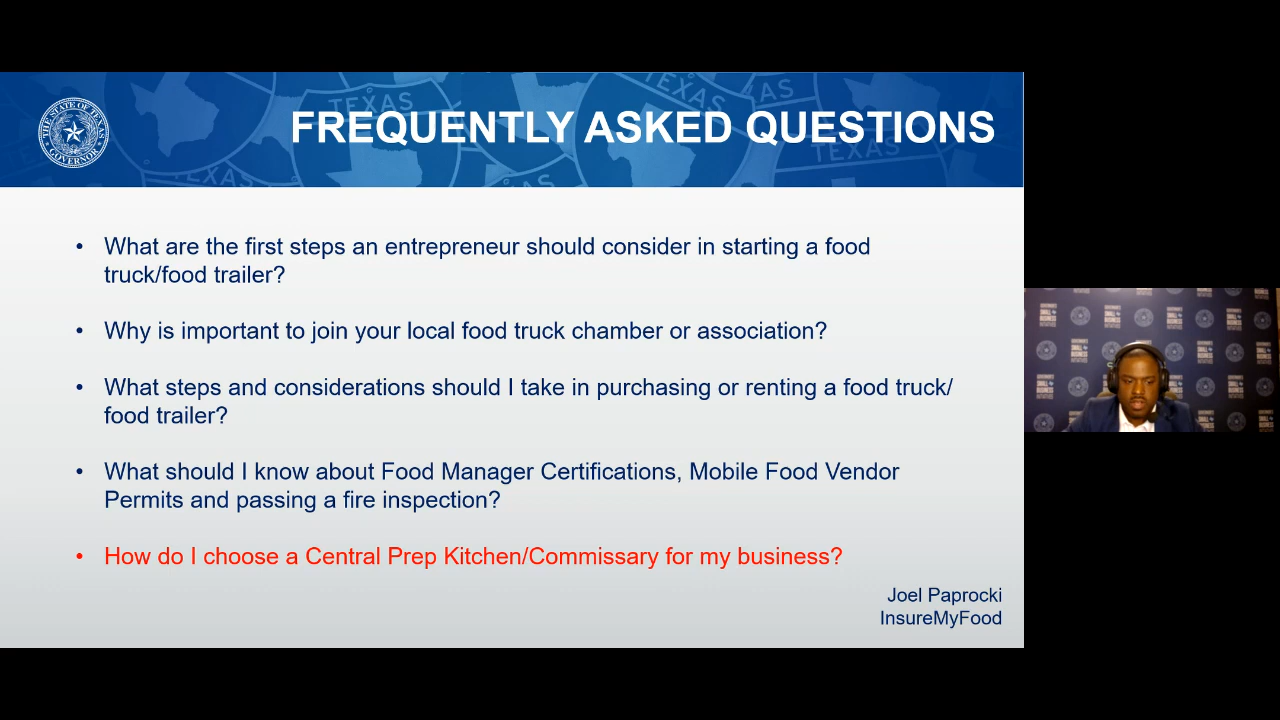 THE STATE OF TEXAS
GOVERNOR
TEXAS
TEXAS
TEXAS
TEXAS
FREQUENTLY ASKED QUESTIONS
• What are the first steps an entrepreneur should consider in starting a food
truck/food trailer?
• Why is important to join your local food truck chamber or association?
• What steps and considerations should I take in purchasing or renting a food truck/
food trailer?
• What should I know about Food Manager Certifications, Mobile Food Vendor
Permits and passing a fire inspection?
• How do I choose a Central Prep Kitchen/Commissary for my business?
Joel Paprocki
InsureMyFood